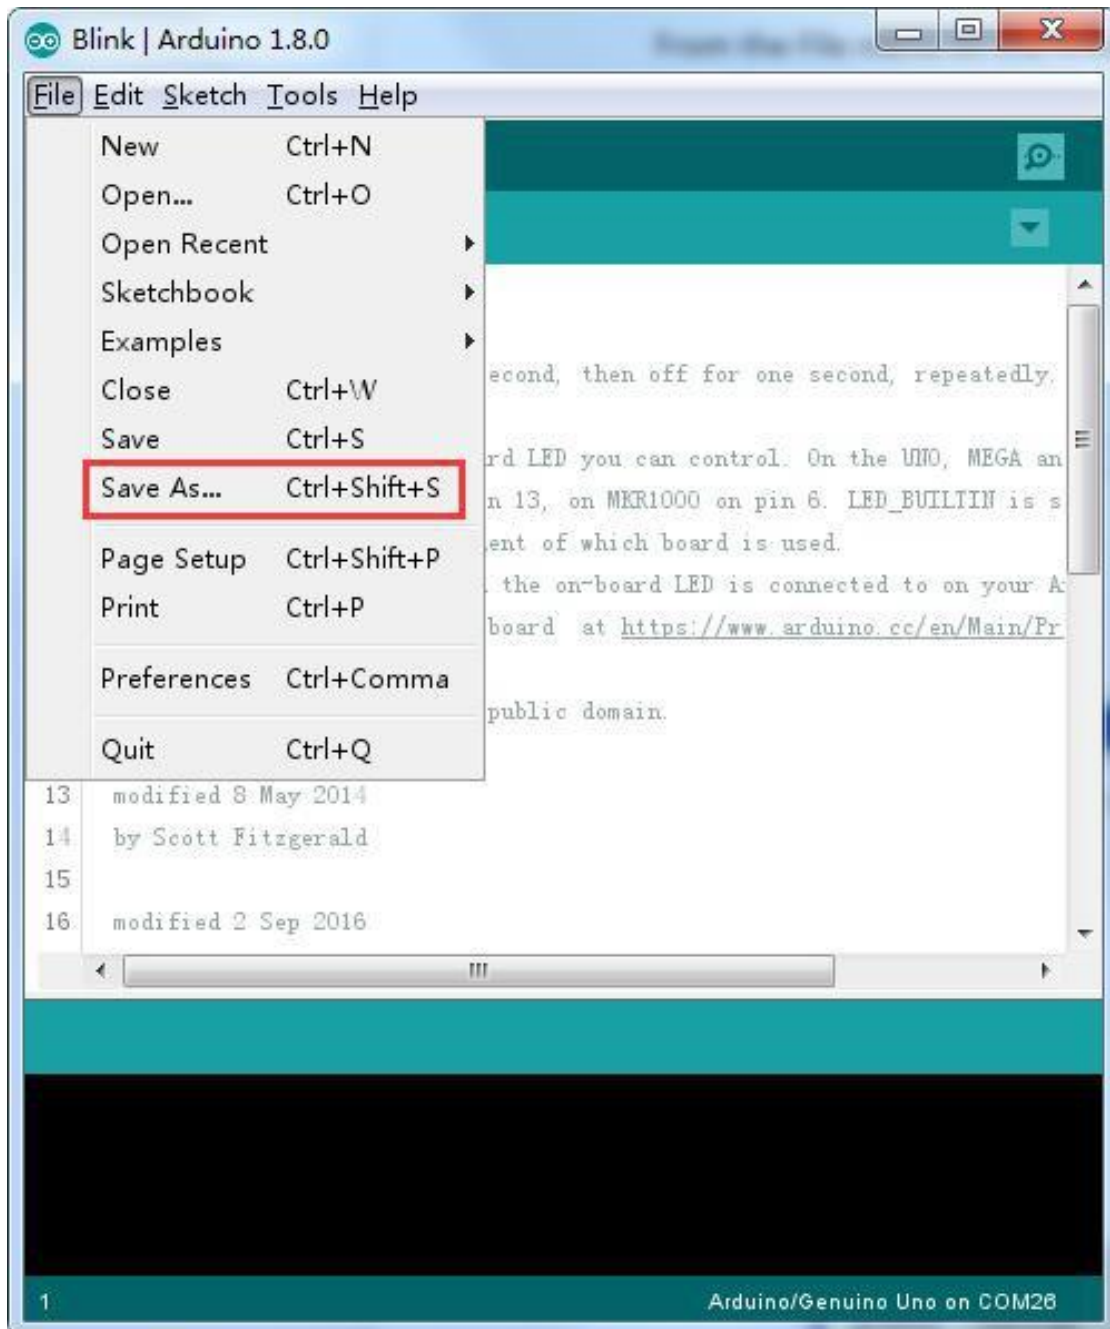 Blink | Arduino 1.8.0
From the File
File Edit Sketch Tools Help
New Ctrl+N
Open... Ctrl+O
Open Recent
Sketchbook
Examples
Close Ctrl+W
Save Ctrl+S
Save As... Ctrl+Shift+S
Page Setup Ctrl+Shift+P
Print Ctrl+P
Preferences Ctrl+Comma
Quit Ctrl+Q
econd, then off for one second, repeatedly.
rd LED you can control. On the UNO, MEGA an
n 13, on MKR1000 on pin 6. LED_BUILTIN is s
ent of which board is used.
the on-board LED is connected to on your A
board at https://www.arduino.cc/en/Main/Pr
public domain.
13 modified 8 May 2014
14 by Scott Fitzgerald
15
16 modified 2 Sep 2016
1 Arduino/Genuino Uno on COM26